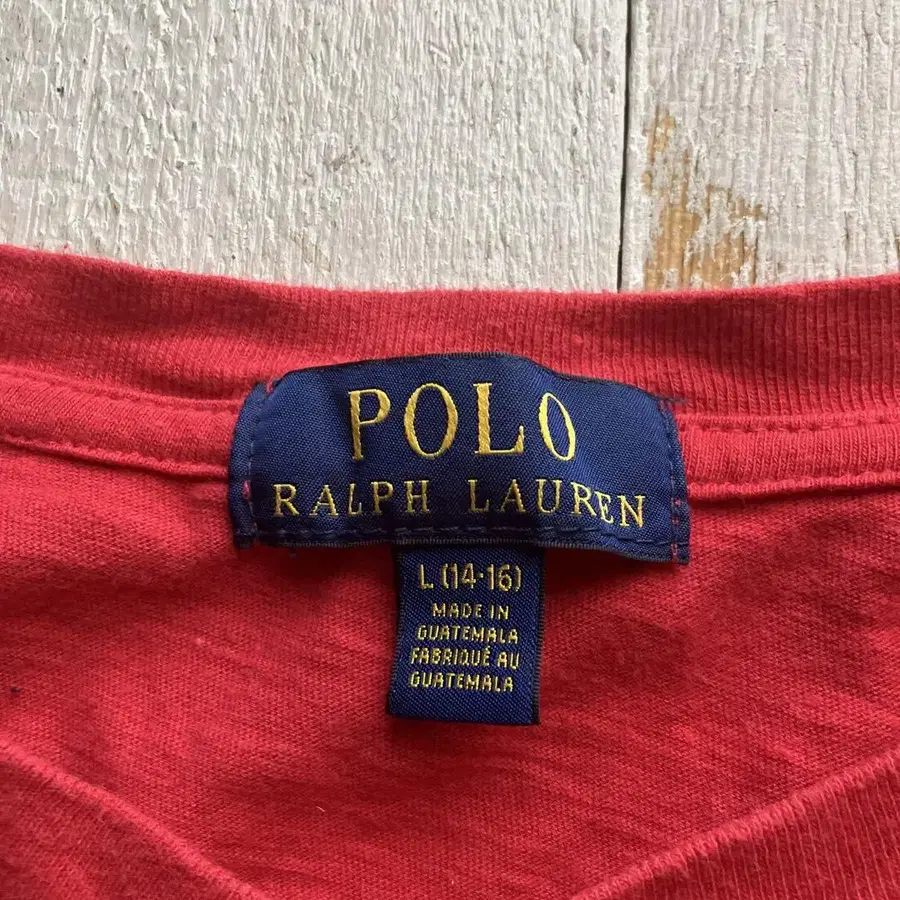 POLO
RALPH LAUREN
L (14-16)
MADE IN
GUATEMALA
FABRIQUÉ AU
GUATEMALA